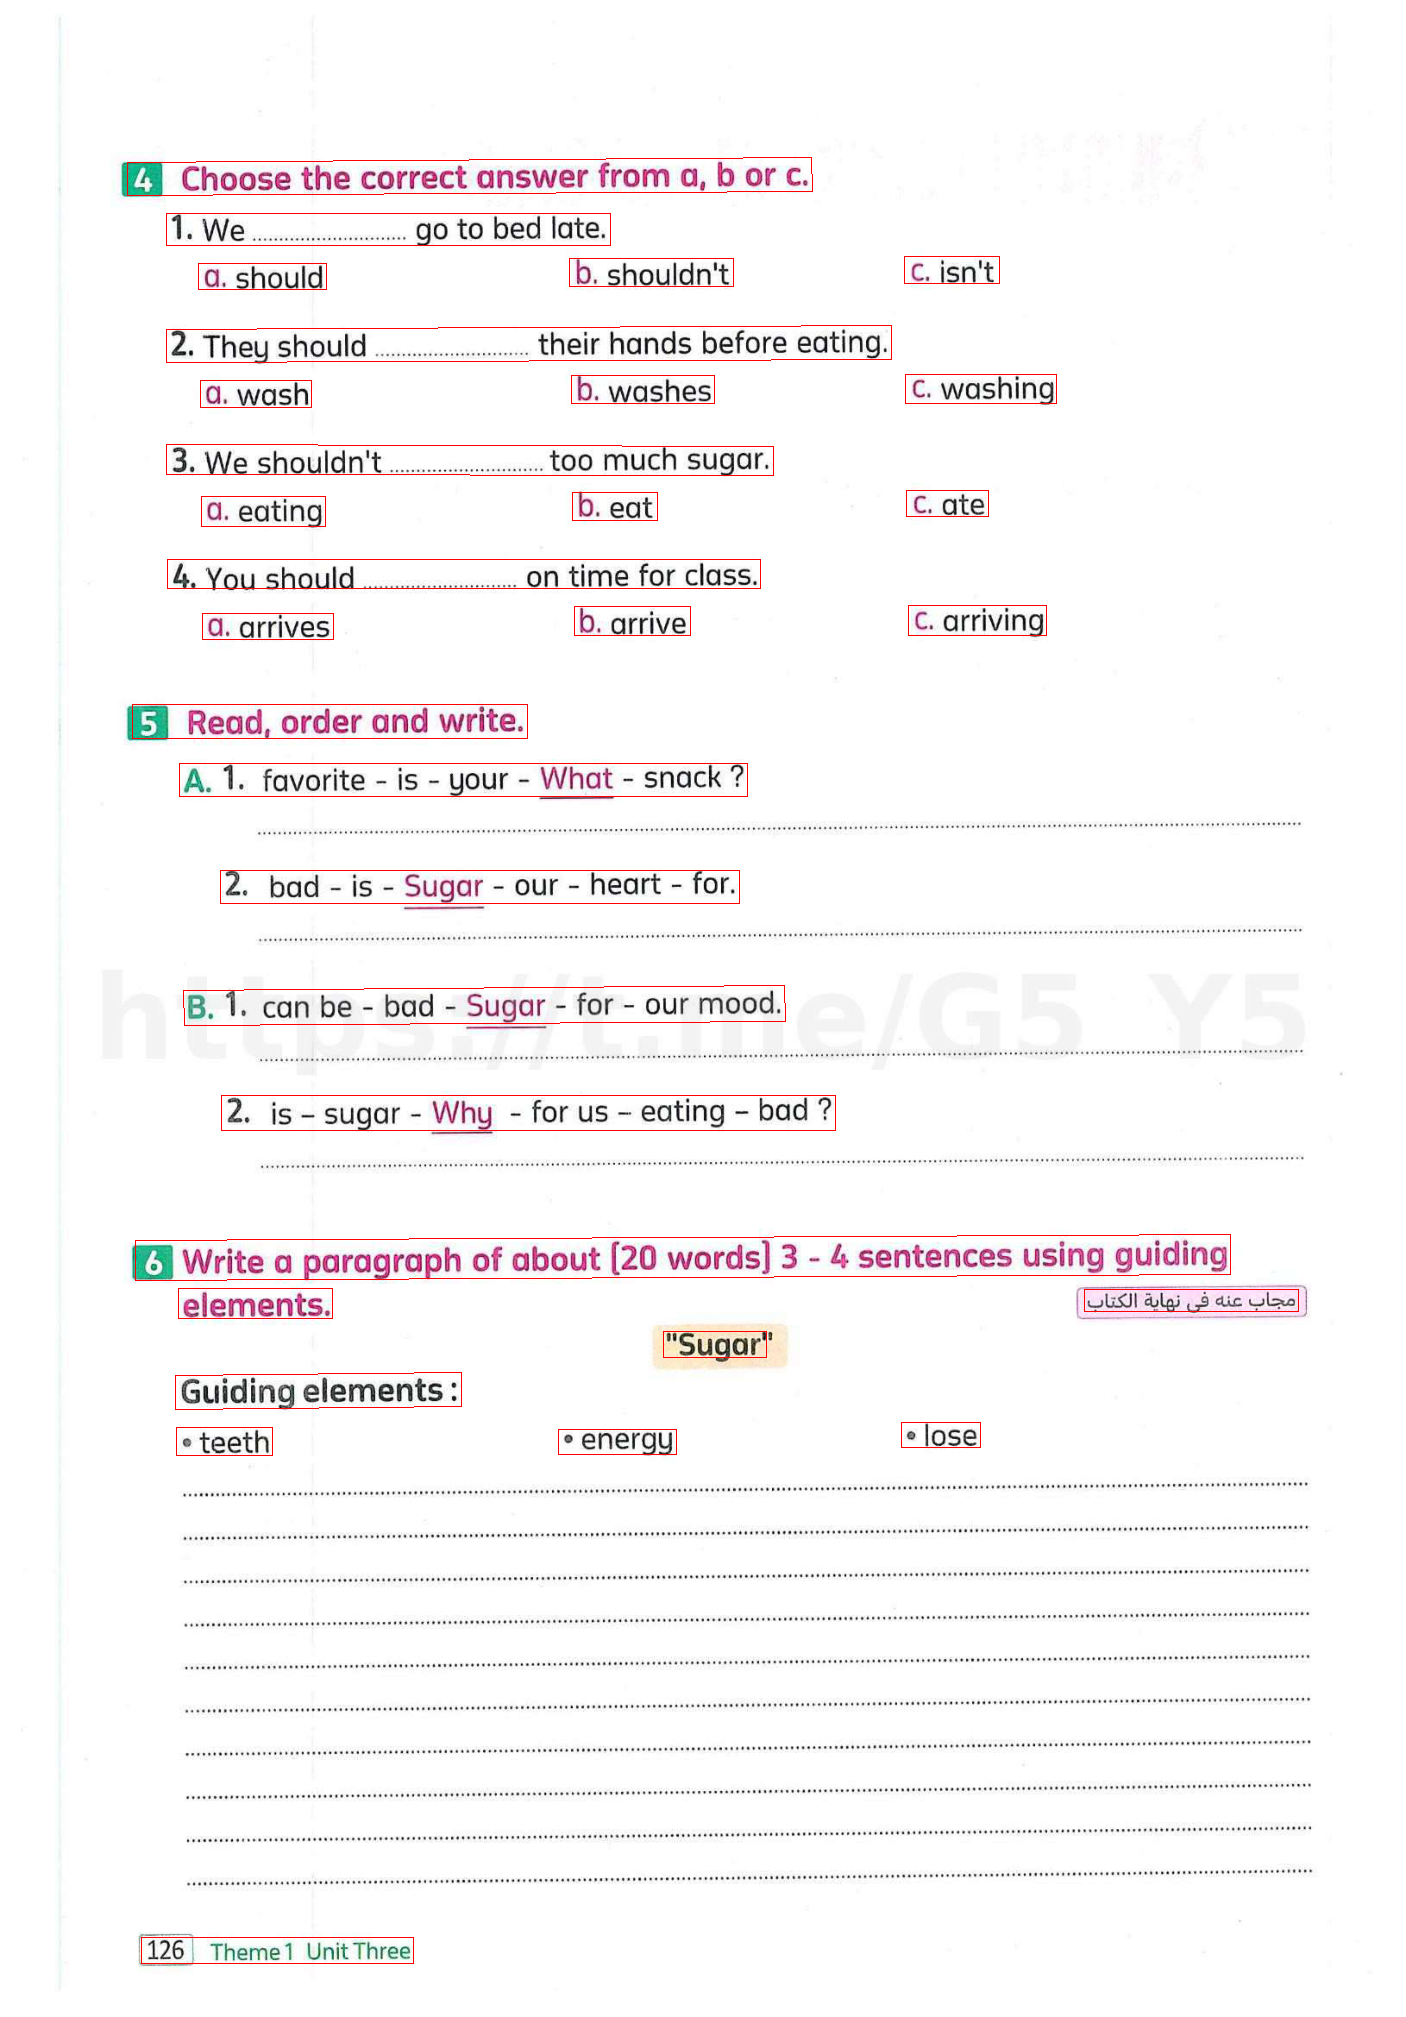 4 Choose the correct answer from a, b or c.
1. We ........................... go to bed late.
a. should b. shouldn't c. isn't
2. They should ........................... their hands before eating.
a. wash b. washes c. washing
3. We shouldn't ........................... too much sugar.
a. eating b. eat c. ate
4. You should ........................... on time for class.
a. arrives b. arrive c. arriving
5 Read, order and write.
A. 1. favorite - is - your - What - snack ?
2. bad - is - Sugar - our - heart - for.
https://t.me/G5_Y5
B. 1. can be - bad - Sugar - for - our mood.
2. is – sugar - Why - for us – eating – bad ?
6 Write a paragraph of about (20 words) 3 - 4 sentences using guiding
elements.
مجاب عنه في نهاية الكتاب
"Sugar"
Guiding elements :
• teeth • energy • lose
126 Theme 1 Unit Three